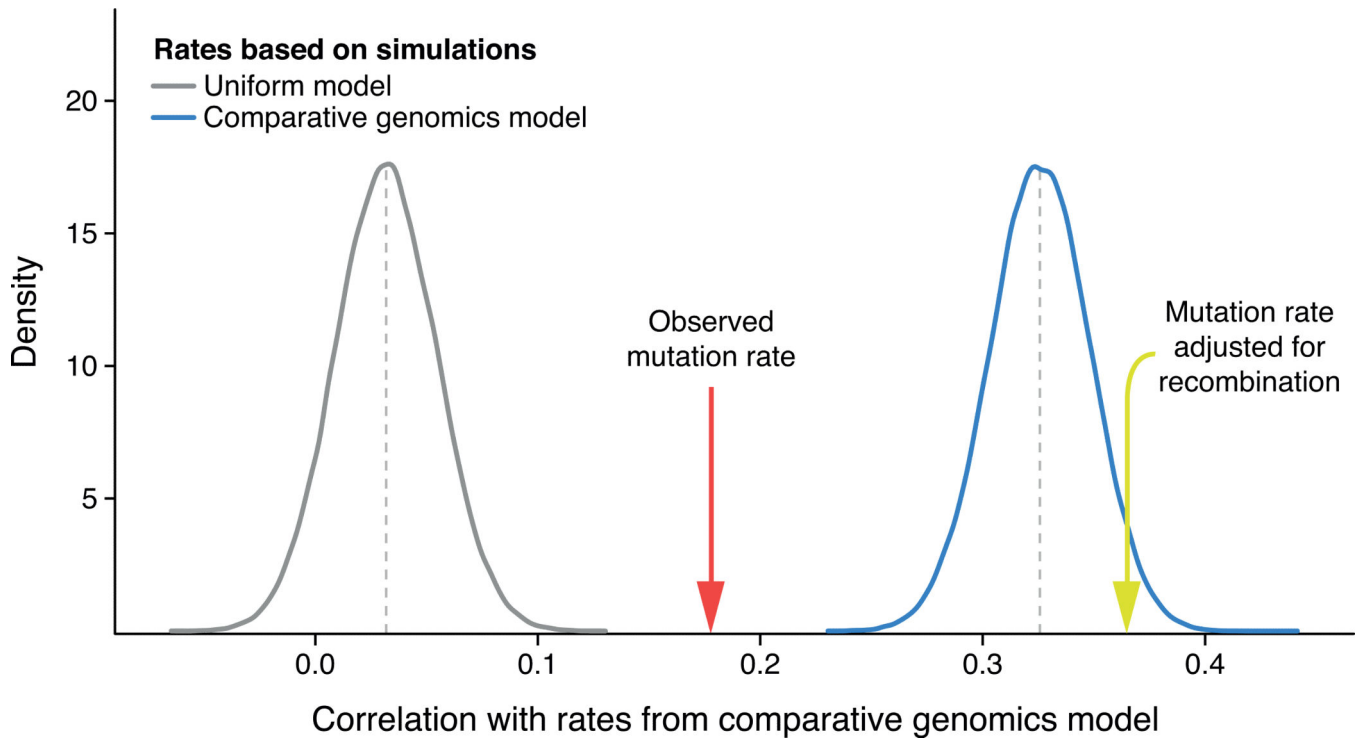 Rates based on simulations
Uniform model
Comparative genomics model
Density
20
15
10
5
Observed
mutation rate
Mutation rate
adjusted for
recombination
0.0
0.1
0.2
0.3
0.4
Correlation with rates from comparative genomics model